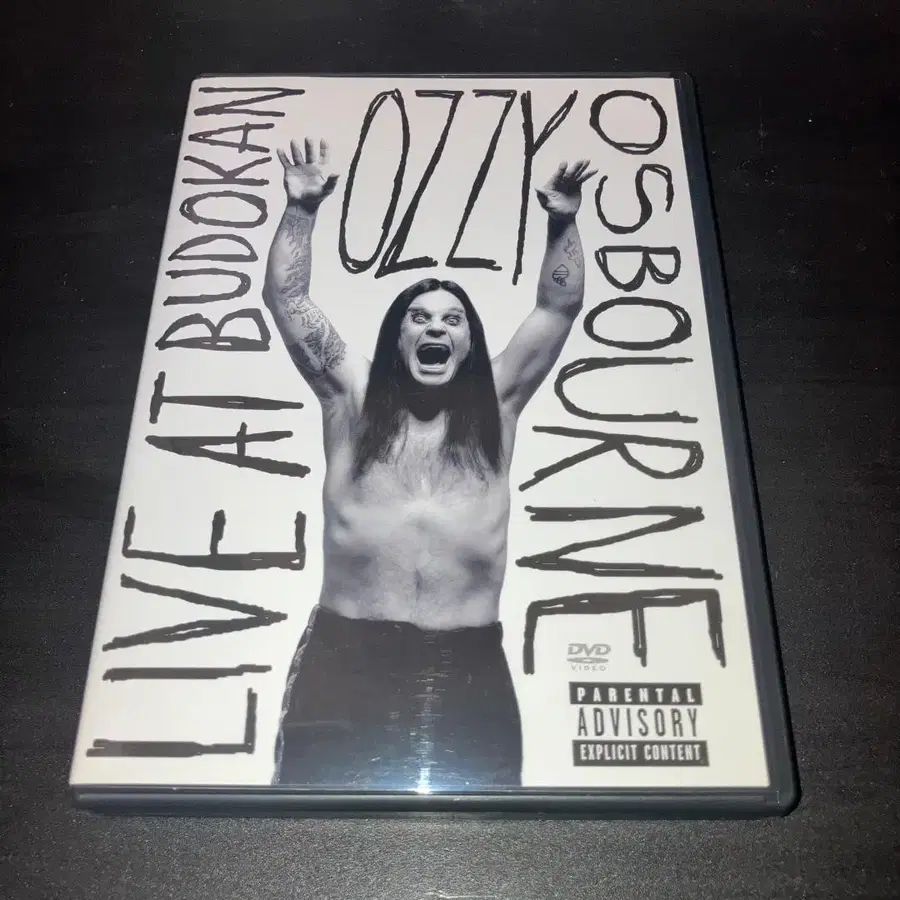 LIVE AT BUDOKAN
OZZY
OSBOURNE
DVD
VIDEO
PARENTAL
ADVISORY
EXPLICIT CONTENT